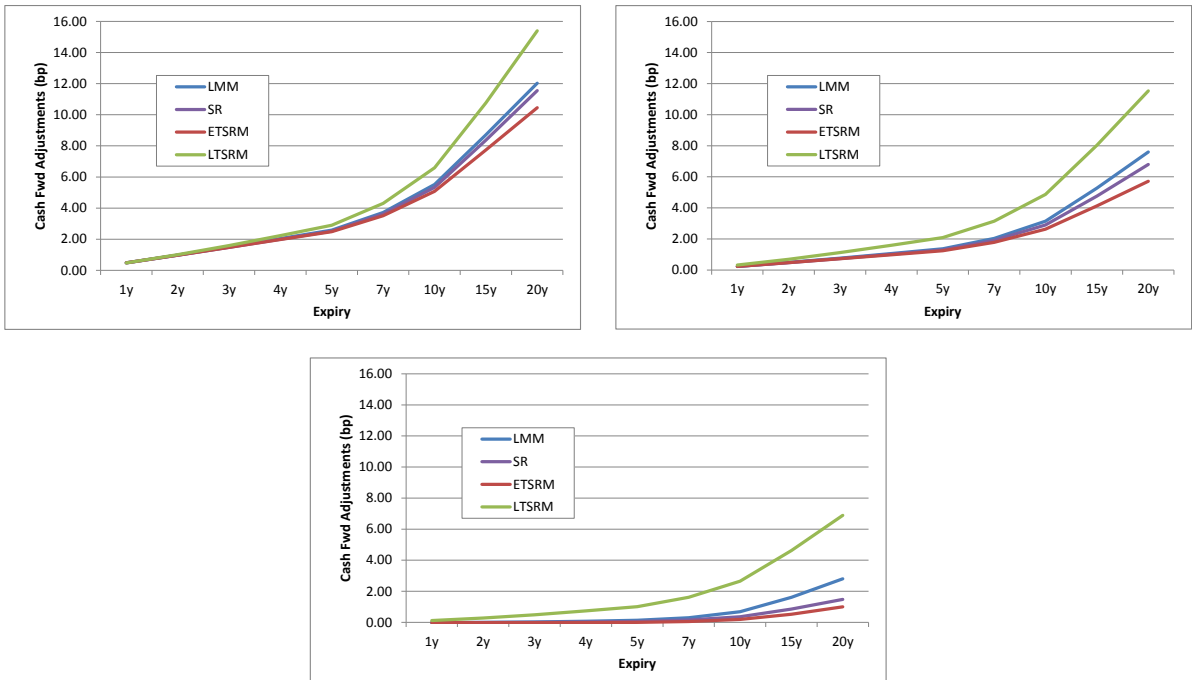 Cash Fwd Adjustments (bp)
16.00
14.00
12.00
10.00
8.00
6.00
4.00
2.00
0.00
LMM
SR
ETSRM
LTSRM
1y 2y 3y 4y 5y 7y 10y 15y 20y
Expiry
Cash Fwd Adjustments (bp)
16.00
14.00
12.00
10.00
8.00
6.00
4.00
2.00
0.00
LMM
SR
ETSRM
LTSRM
1y 2y 3y 4y 5y 7y 10y 15y 20y
Expiry
Cash Fwd Adjustments (bp)
16.00
14.00
12.00
10.00
8.00
6.00
4.00
2.00
0.00
LMM
SR
ETSRM
LTSRM
1y 2y 3y 4y 5y 7y 10y 15y 20y
Expiry